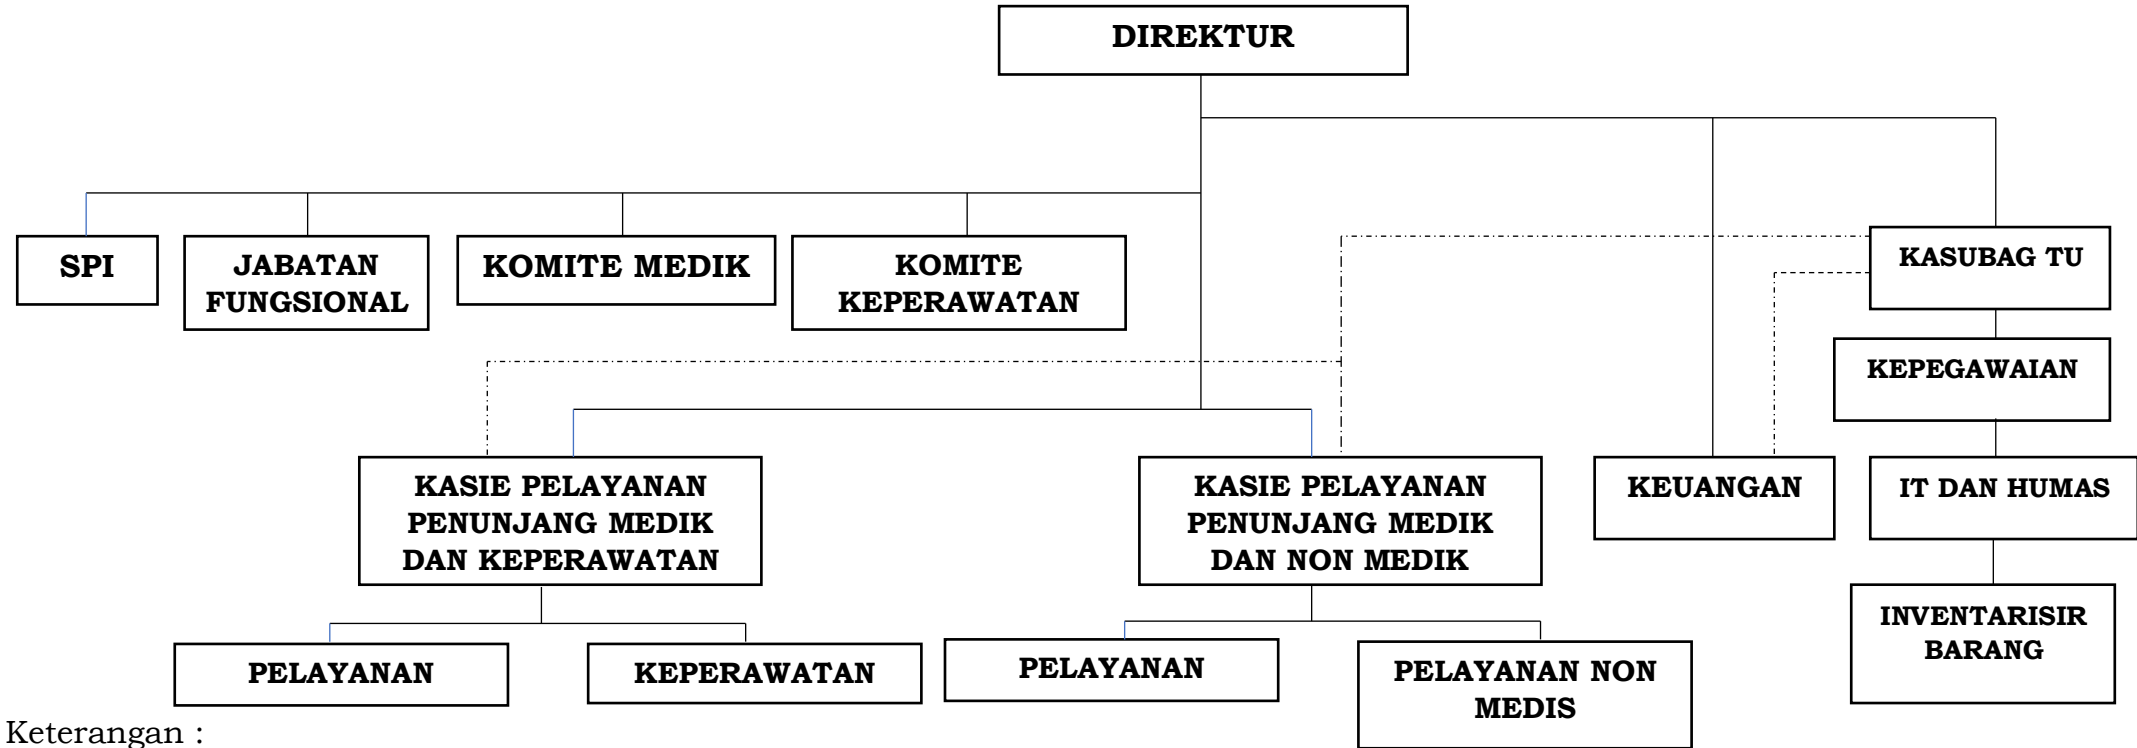 DIREKTUR
SPI
JABATAN
FUNGSIONAL
KOMITE MEDIK
KOMITE
KEPERAWATAN
KASUBAG TU
KEPEGAWAIAN
KASIE PELAYANAN
PENUNJANG MEDIK
DAN KEPERAWATAN
KASIE PELAYANAN
PENUNJANG MEDIK
DAN NON MEDIK
KEUANGAN
IT DAN HUMAS
INVENTARISIR
BARANG
PELAYANAN
KEPERAWATAN
PELAYANAN
PELAYANAN NON
MEDIS
Keterangan :